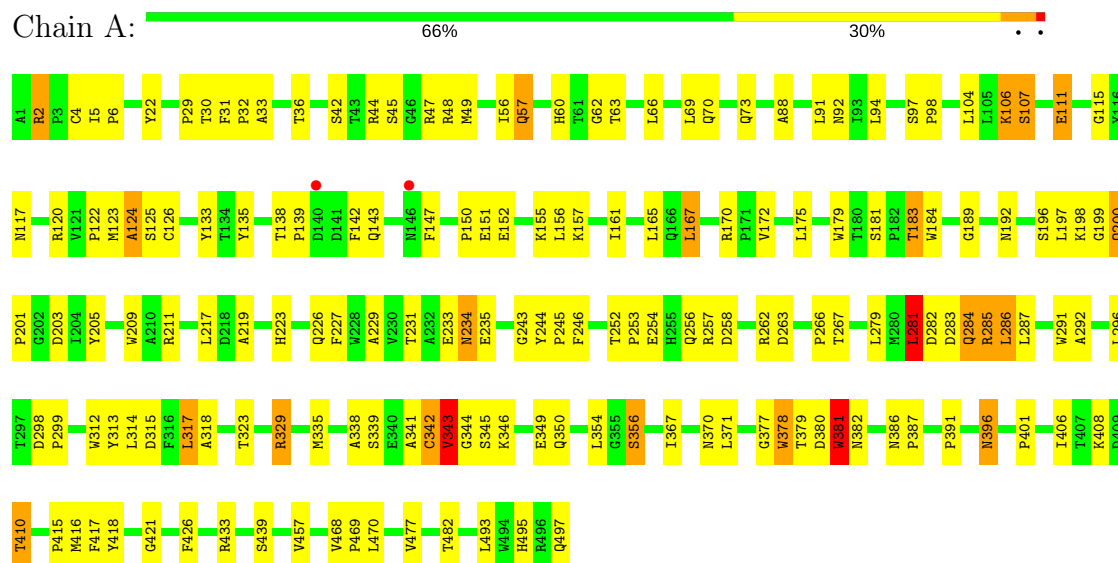 Chain A:
66% 30% • •
A1 R2 P3 C4 I5 P6 Y22 P29 T30 F31 P32 A33 T36 S42 T43 R44 S45 G46 R47 R48 M49 I56 Q57 H60 T61 G62 T63 L66 L69 Q70 Q73 A88 L91 N92 I93 L94 S97 P98 L104 L105 K106 S107 E111 G115 Y116
N117 R120 V121 P122 M123 A124 S125 C126 Y133 T134 Y135 T138 P139 D140 D141 F142 Q143 N146 F147 P150 E151 E152 K155 L156 K157 I161 L165 Q166 L167 R170 P171 V172 L175 W179 T180 S181 P182 T183 W184 G189 N192 S196 L197 K198 G199
P201 G202 D203 I204 Y205 W209 A210 R211 L217 D218 A219 H223 Q226 F227 W228 A229 V230 T231 A232 E233 N234 E235 G243 Y244 P245 F246 T252 P253 E254 H255 Q256 R257 D258 R262 D263 P266 T267 L279 M280 L281 D282 D283 Q284 R285 L286 L287 W291 A292 L296
T297 D298 P299 W312 Y313 L314 D315 F316 L317 A318 T323 R329 M335 A338 S339 E340 A341 C342 V343 G344 S345 K346 E349 Q350 L354 G355 S356 I367 N370 L371 G377 W378 T379 D380 W381 N382 N386 P387 P391 N396 P401 I406 T407 K408 D409
T410 P415 M416 F417 Y418 G421 F426 R433 S439 V457 V468 P469 L470 V477 T482 L493 W494 H495 R496 Q497